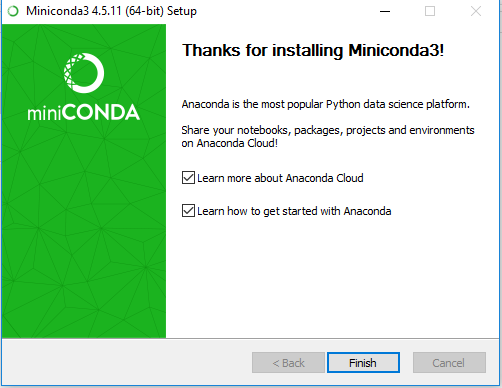 Miniconda3 4.5.11 (64-bit) Setup
miniCONDA
Thanks for installing Miniconda3!
Anaconda is the most popular Python data science platform.
Share your notebooks, packages, projects and environments
on Anaconda Cloud!
Learn more about Anaconda Cloud
Learn how to get started with Anaconda
< Back
Finish
Cancel